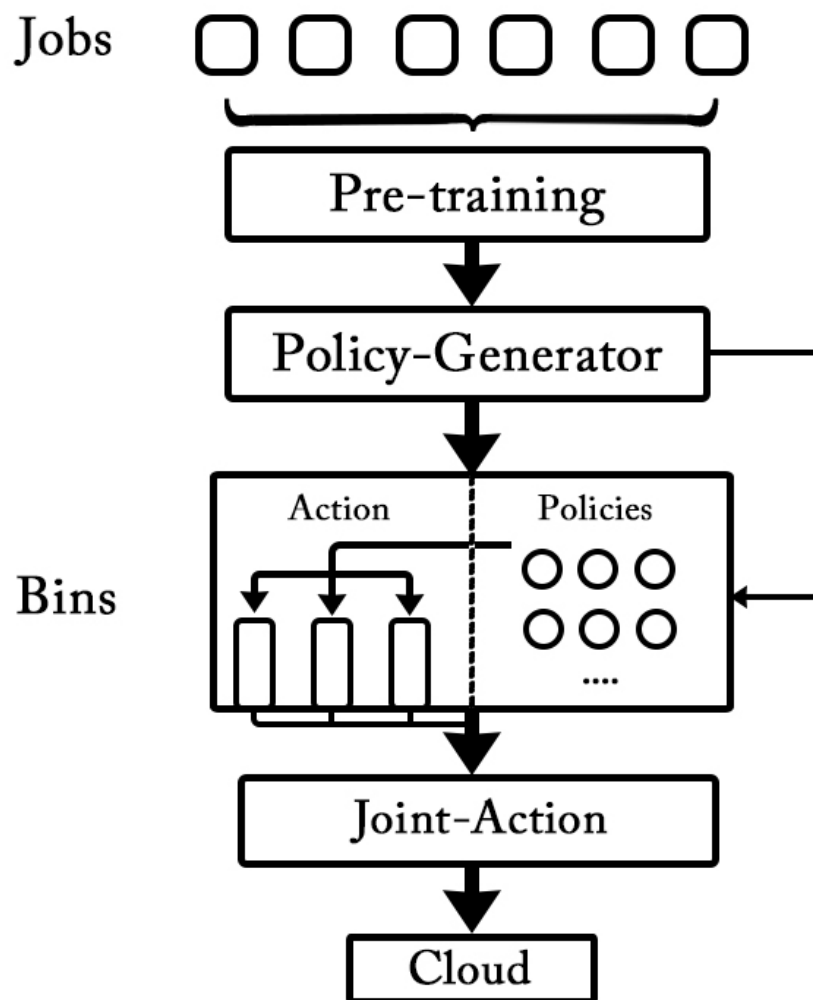 Jobs
Pre-training
Policy-Generator
Action
Policies
Bins
....
Joint-Action
Cloud